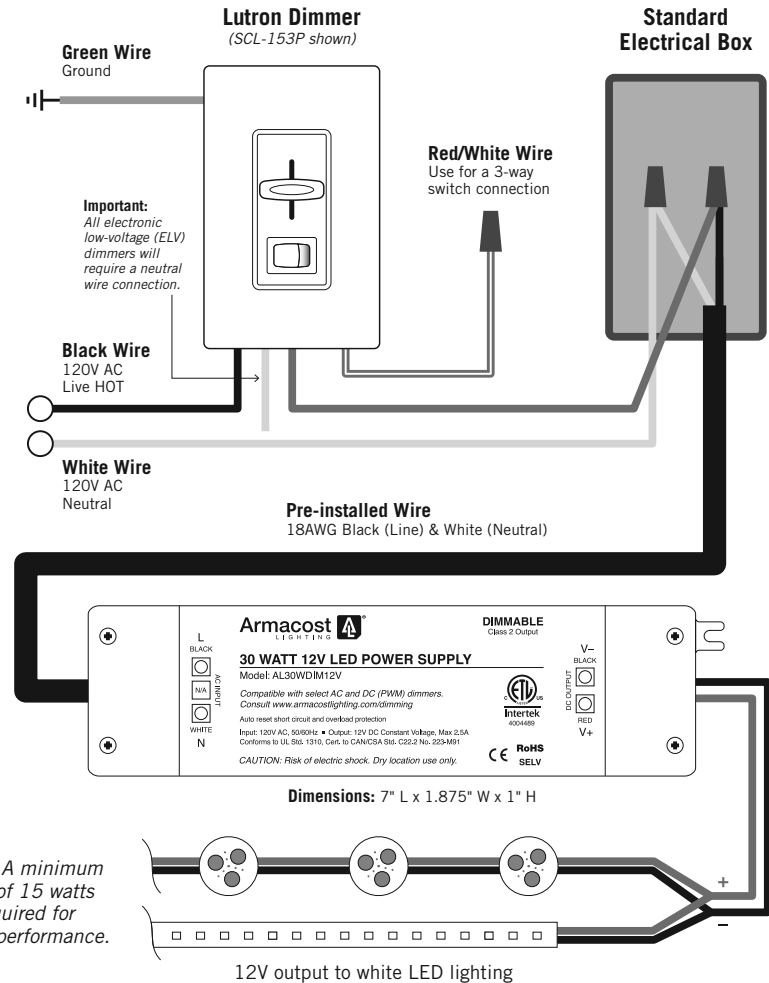 Lutron Dimmer
(SCL-153P shown)
Standard
Electrical Box
Green Wire
Ground
Red/White Wire
Use for a 3-way
switch connection
Important:
All electronic
low-voltage (ELV)
dimmers will
require a neutral
wire connection.
Black Wire
120V AC
Live HOT
White Wire
120V AC
Neutral
Pre-installed Wire
18AWG Black (Line) & White (Neutral)
L
BLACK
N/A
AC INPUT
WHITE
N
Armacost AL®
LIGHTING
DIMMABLE
Class 2 Output
30 WATT 12V LED POWER SUPPLY
Model: AL30WDIM12V
Compatible with select AC and DC (PWM) dimmers.
Consult www.armacostlighting.com/dimming
Auto reset short circuit and overload protection
Input: 120V AC, 50/60Hz ■ Output: 12V DC Constant Voltage, Max 2.5A
Conforms to UL Std. 1310, Cert. to CAN/CSA Std. C22.2 No. 223-M91
CAUTION: Risk of electric shock. Dry location use only.
C ETL US
Intertek
4004489
CE RoHS
SELV
V–
BLACK
DC OUTPUT
RED
V+
Dimensions: 7" L x 1.875" W x 1" H
A minimum
of 15 watts
uired for
performance.
+
–
12V output to white LED lighting